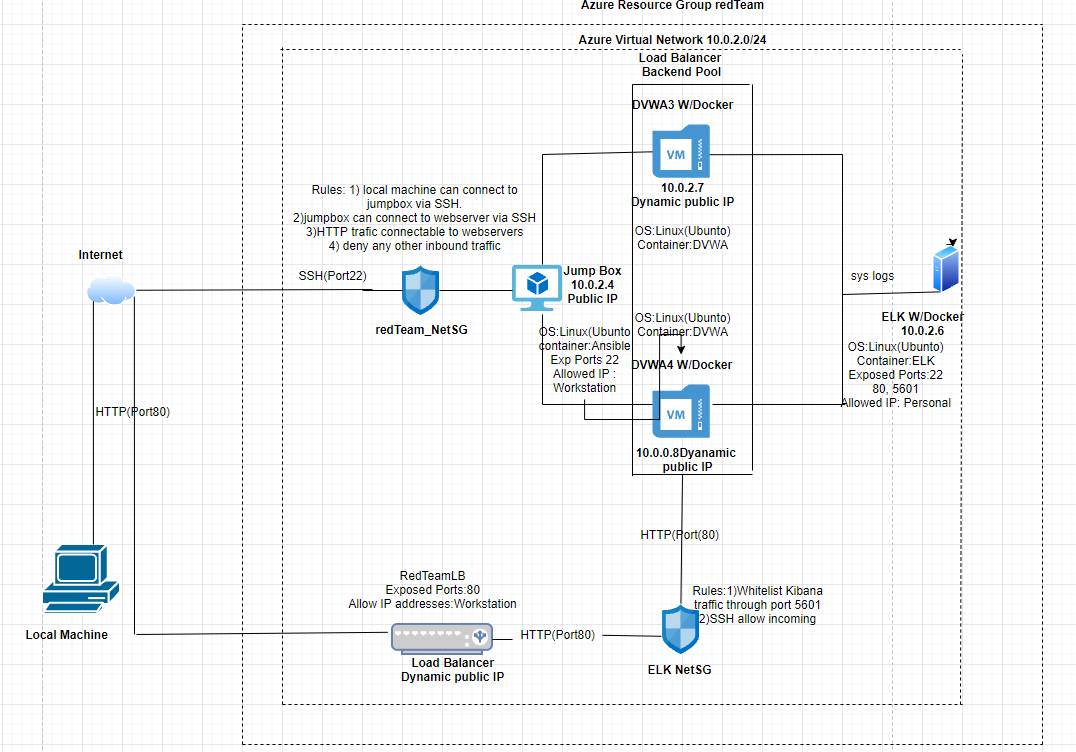 Azure Resource Group redTeam
Azure Virtual Network 10.0.2.0/24
Load Balancer
Backend Pool
DVWA3 W/Docker
VM
10.0.2.7
Dynamic public IP
OS:Linux(Ubunto)
Container:DVWA
Rules: 1) local machine can connect to
jumpbox via SSH.
2)jumpbox can connect to webserver via SSH
3)HTTP trafic connectable to webservers
4) deny any other inbound traffic
Internet
SSH(Port22)
redTeam_NetSG
Jump Box
10.0.2.4
Public IP
OS:Linux(Ubunto
container:Ansible
Exp Ports 22
Allowed IP :
Workstation
sys logs
ELK W/Docker
10.0.2.6
OS:Linux(Ubunto)
Container:ELK
Exposed Ports:22
80, 5601
Allowed IP: Personal
OS:Linux(Ubunto)
Container:DVWA
DVWA4 W/Docker
VM
10.0.0.8Dyanamic
public IP
HTTP(Port80)
HTTP(Port(80)
Local Machine
RedTeamLB
Exposed Ports:80
Allow IP addresses:Workstation
Load Balancer
Dynamic public IP
HTTP(Port80)
Rules:1)Whitelist Kibana
traffic through port 5601
2)SSH allow incoming
ELK NetSG